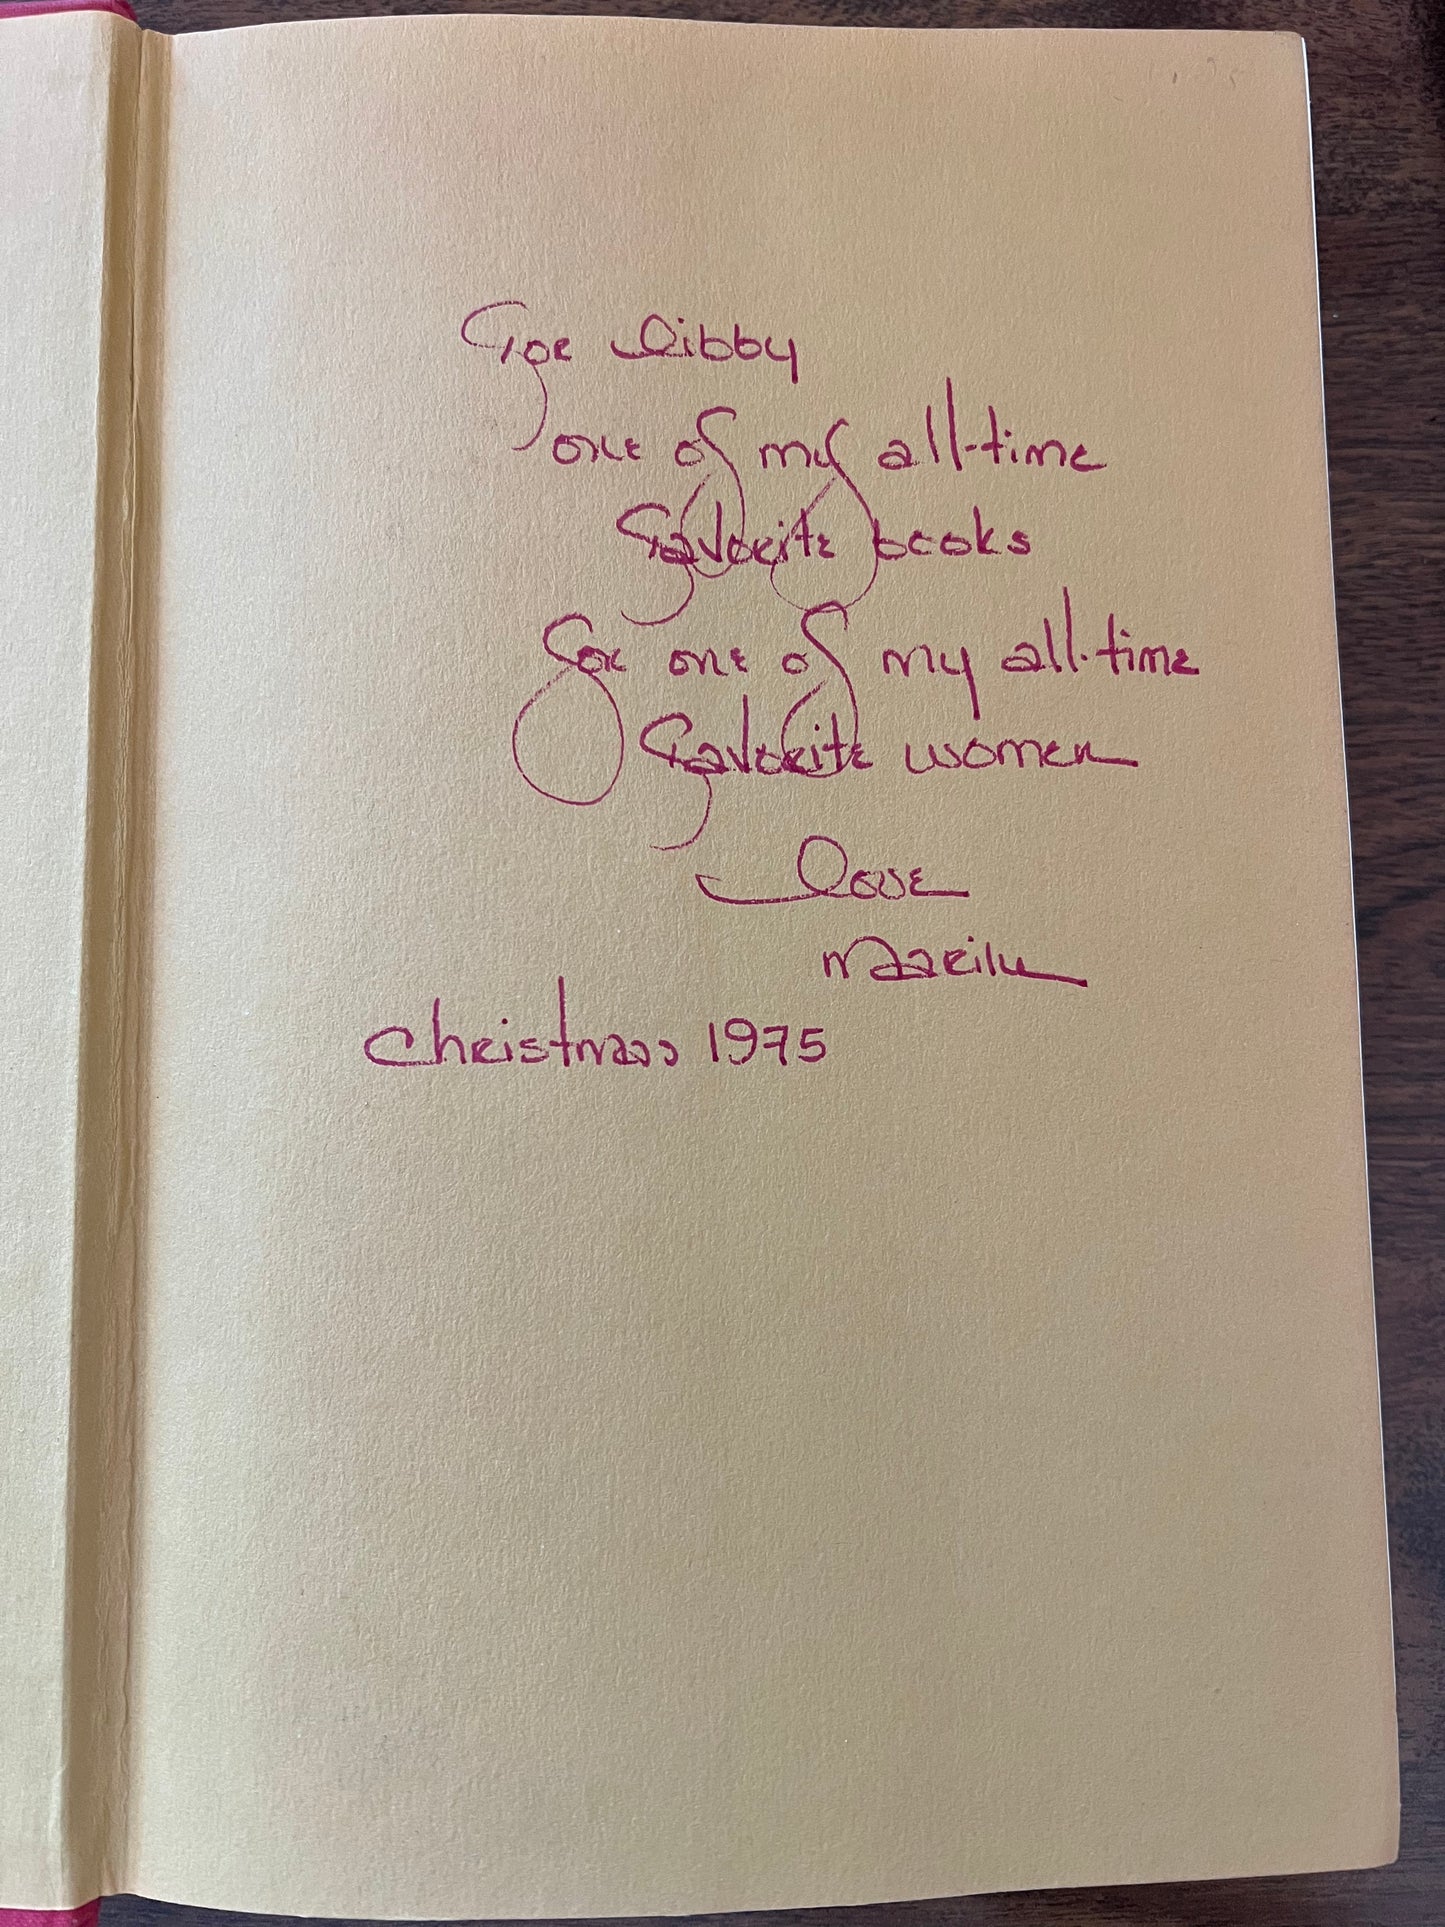 For Libby
one of my all-time
favorite books
for one of my all-time
favorite women
Love
Marilu
Christmas 1975